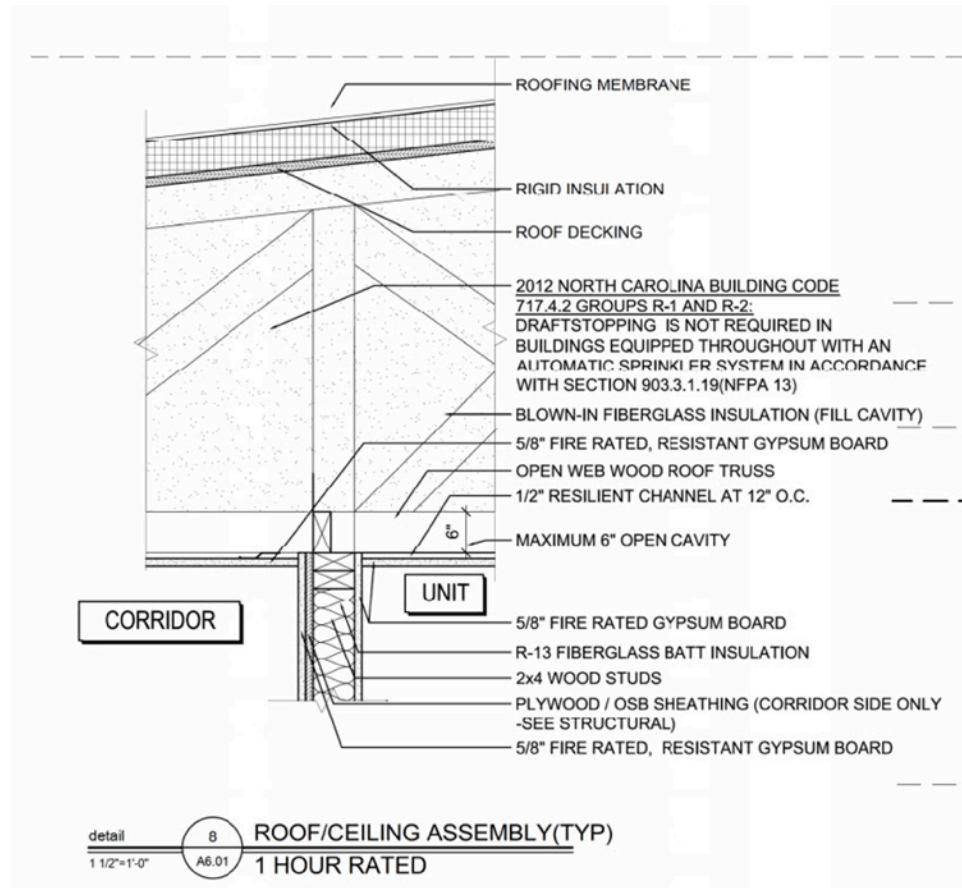 ROOFING MEMBRANE
RIGID INSULATION
ROOF DECKING
2012 NORTH CAROLINA BUILDING CODE
717.4.2 GROUPS R-1 AND R-2:
DRAFTSTOPPING IS NOT REQUIRED IN
BUILDINGS EQUIPPED THROUGHOUT WITH AN
AUTOMATIC SPRINKLER SYSTEM IN ACCORDANCE
WITH SECTION 903.3.1.19(NFPA 13)
BLOWN-IN FIBERGLASS INSULATION (FILL CAVITY)
5/8" FIRE RATED, RESISTANT GYPSUM BOARD
OPEN WEB WOOD ROOF TRUSS
1/2" RESILIENT CHANNEL AT 12" O.C.
6"
MAXIMUM 6" OPEN CAVITY
UNIT
CORRIDOR
5/8" FIRE RATED GYPSUM BOARD
R-13 FIBERGLASS BATT INSULATION
2x4 WOOD STUDS
PLYWOOD / OSB SHEATHING (CORRIDOR SIDE ONLY
-SEE STRUCTURAL)
5/8" FIRE RATED, RESISTANT GYPSUM BOARD
detail
8
ROOF/CEILING ASSEMBLY(TYP)
1 1/2"=1'-0"
A6.01
1 HOUR RATED